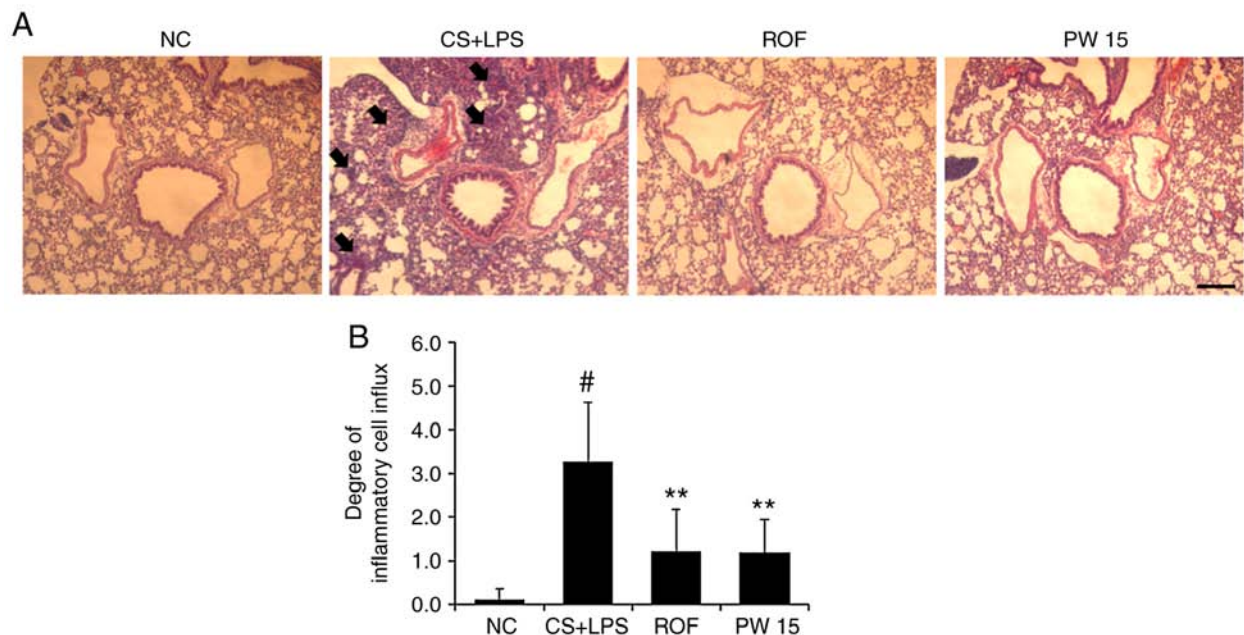 A
NC CS+LPS ROF PW 15
B
6.0
5.0
4.0
3.0
2.0
1.0
0.0
Degree of
inflammatory cell influx
#
**
**
NC CS+LPS ROF PW 15